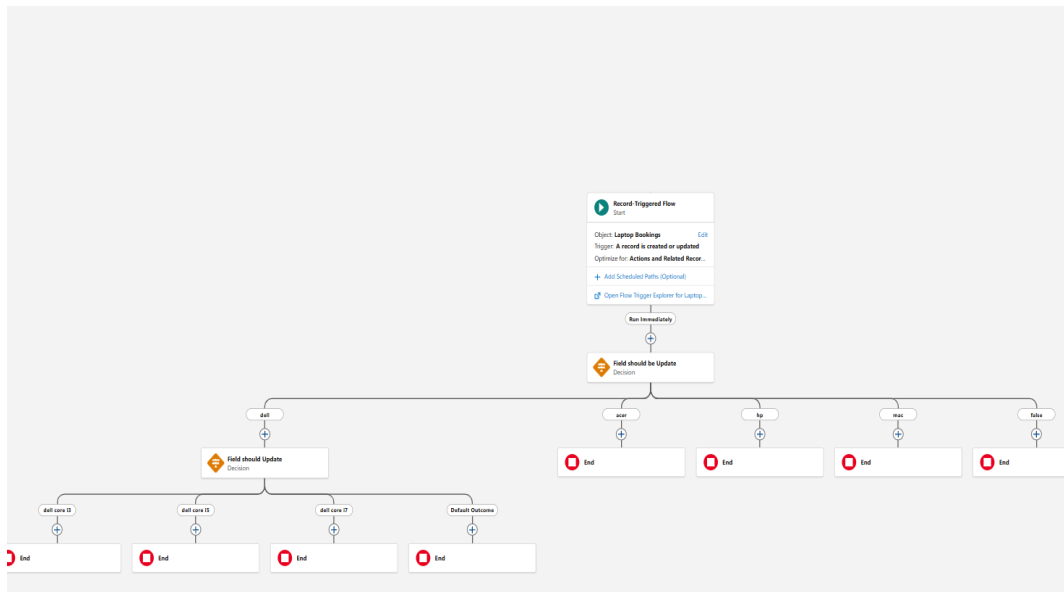 Record-Triggered Flow
Start
Object: Laptop Bookings Edit
Trigger: A record is created or updated
Optimize for: Actions and Related Recor...
+ Add Scheduled Paths (Optional)
Open Flow Trigger Explorer for Laptop...
Run Immediately
Field should be Update
Decision
dell
acer
hp
mac
false
Field should Update
Decision
End
End
End
End
dell core i3
dell core i5
dell core i7
Default Outcome
End
End
End
End